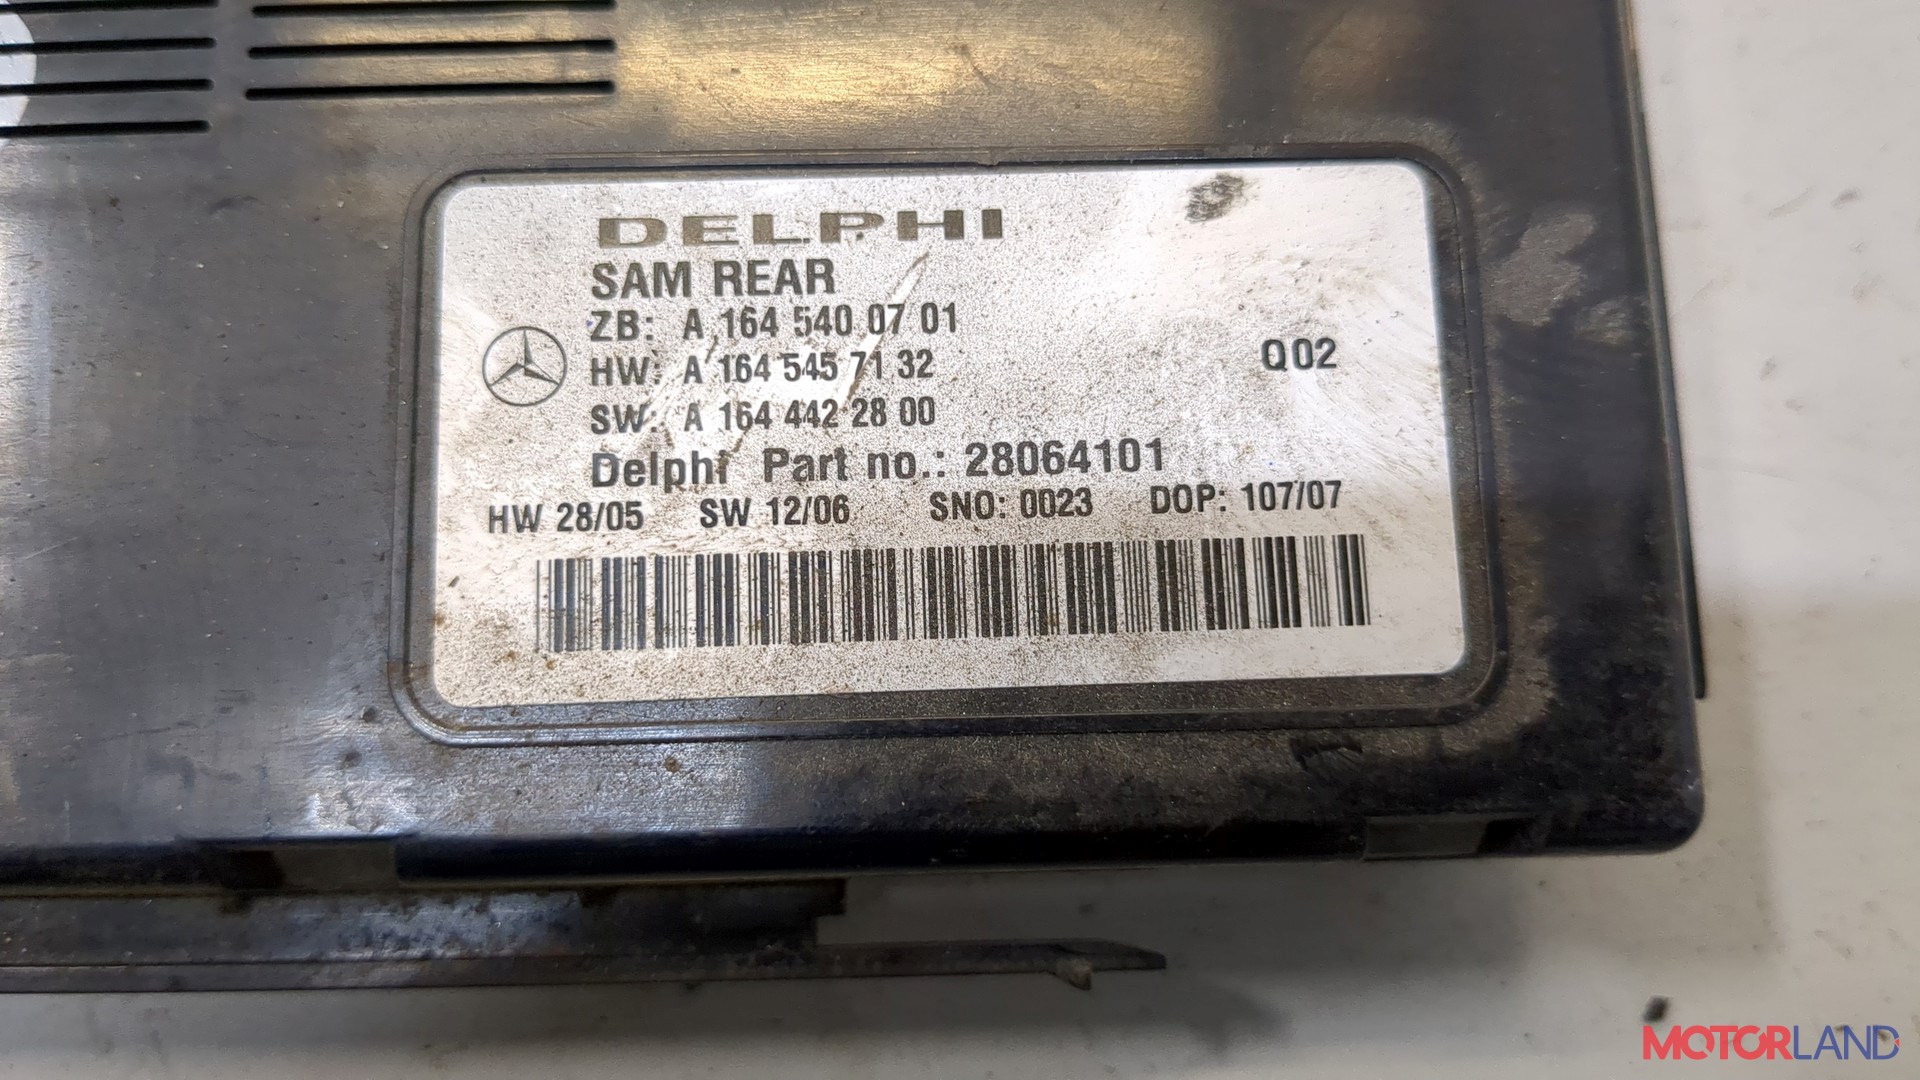 DELPHI
SAM REAR
ZB: A 164 540 07 01
HW: A 164 545 71 32
Q02
SW: A 164 442 28 00
Delphi Part no.: 28064101
HW 28/05 SW 12/06 SNO: 0023 DOP: 107/07
MOTORLAND